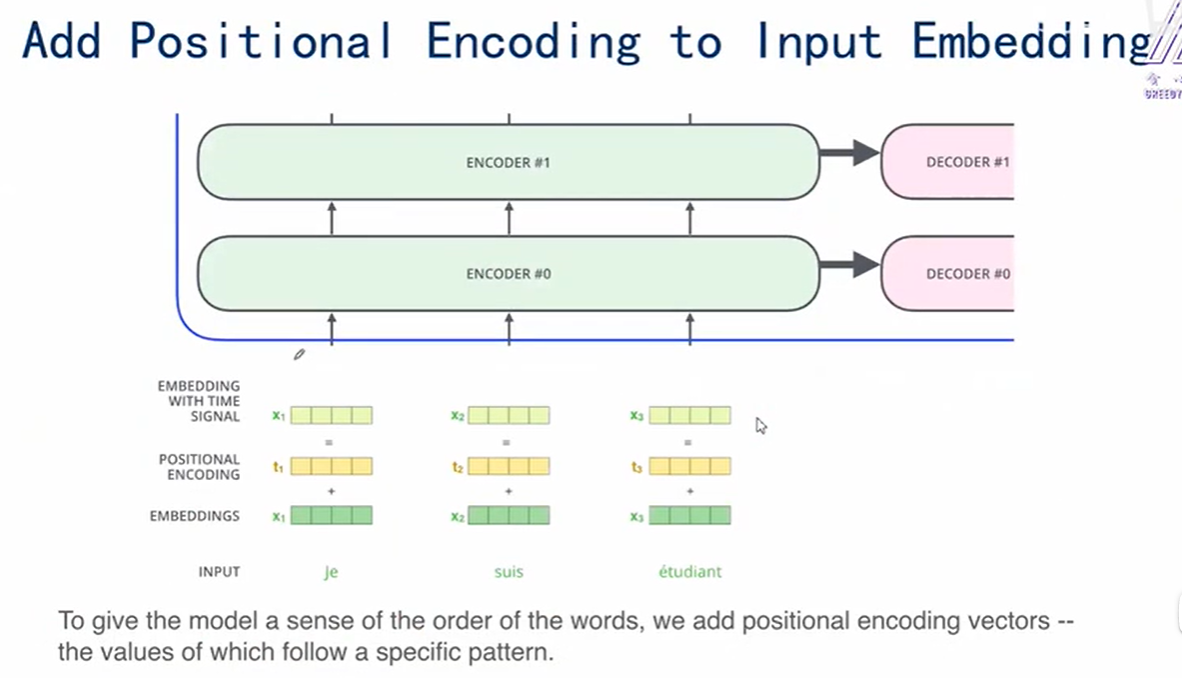 Add Positional Encoding to Input Embedding
GREEDY
ENCODER #1
DECODER #1
ENCODER #0
DECODER #0
EMBEDDING
WITH TIME
SIGNAL
x₁ x₂ x₃
= = =
POSITIONAL
ENCODING
t₁ t₂ t₃
+ + +
EMBEDDINGS x₁ x₂ x₃
INPUT Je suis étudiant
To give the model a sense of the order of the words, we add positional encoding vectors --
the values of which follow a specific pattern.